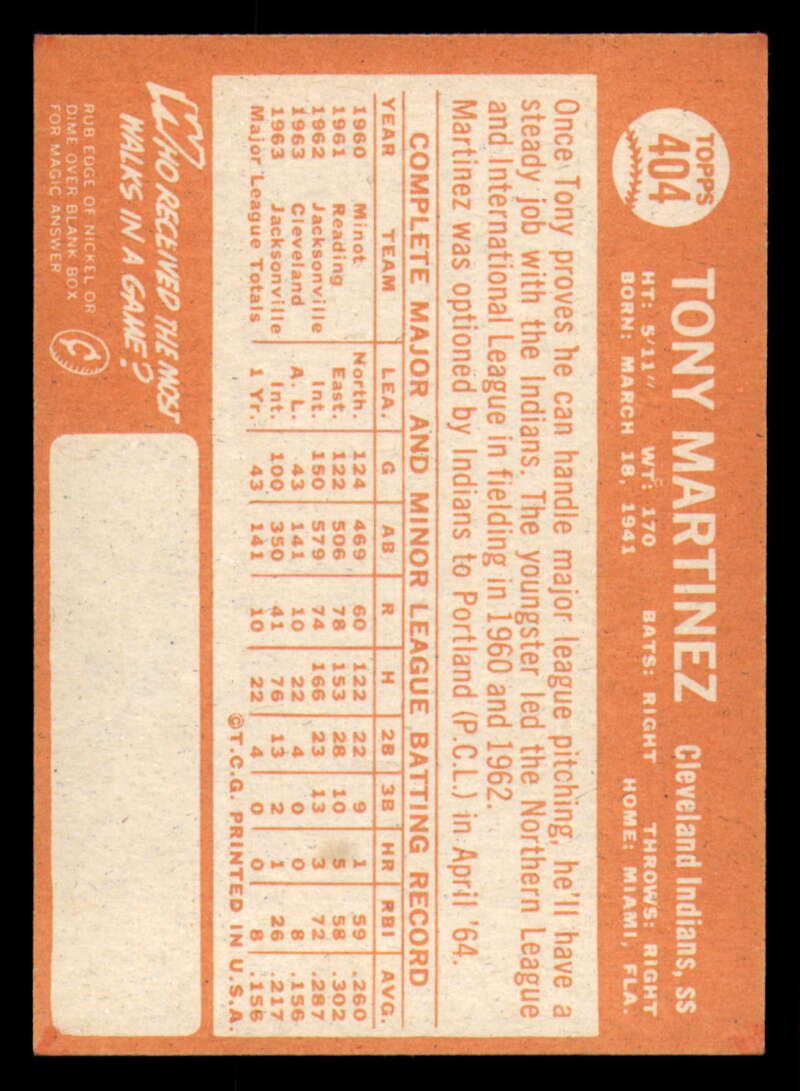 TOPPS
404
TONY MARTINEZ Cleveland Indians, SS
HT: 5'11" WT: 170 BATS: RIGHT THROWS: RIGHT
BORN: MARCH 18, 1941 HOME: MIAMI, FLA.
Once Tony proves he can handle major league pitching, he'll have a
steady job with the Indians. The youngster led the Northern League
and International League in fielding in 1960 and 1962.
Martinez was optioned by Indians to Portland (P.C.L.) in April '64.
COMPLETE MAJOR AND MINOR LEAGUE BATTING RECORD
YEAR TEAM LEA. G AB R H 2B 3B HR RBI AVG.
1960 Minot North. 124 469 60 122 22 9 1 59 .260
1961 Reading East. 122 506 78 153 28 10 5 58 .302
1962 Jacksonville Int. 150 579 74 166 23 13 3 72 .287
1963 Cleveland A. L. 43 141 10 22 4 0 0 8 .156
1963 Jacksonville Int. 100 350 41 76 13 2 1 26 .217
Major League Totals 1 Yr. 43 141 10 22 4 0 0 8 .156
©T.C.G. PRINTED IN U.S.A.
WHO RECEIVED THE MOST
WALKS IN A GAME?
RUB EDGE OF NICKEL OR
DIME OVER BLANK BOX
FOR MAGIC ANSWER